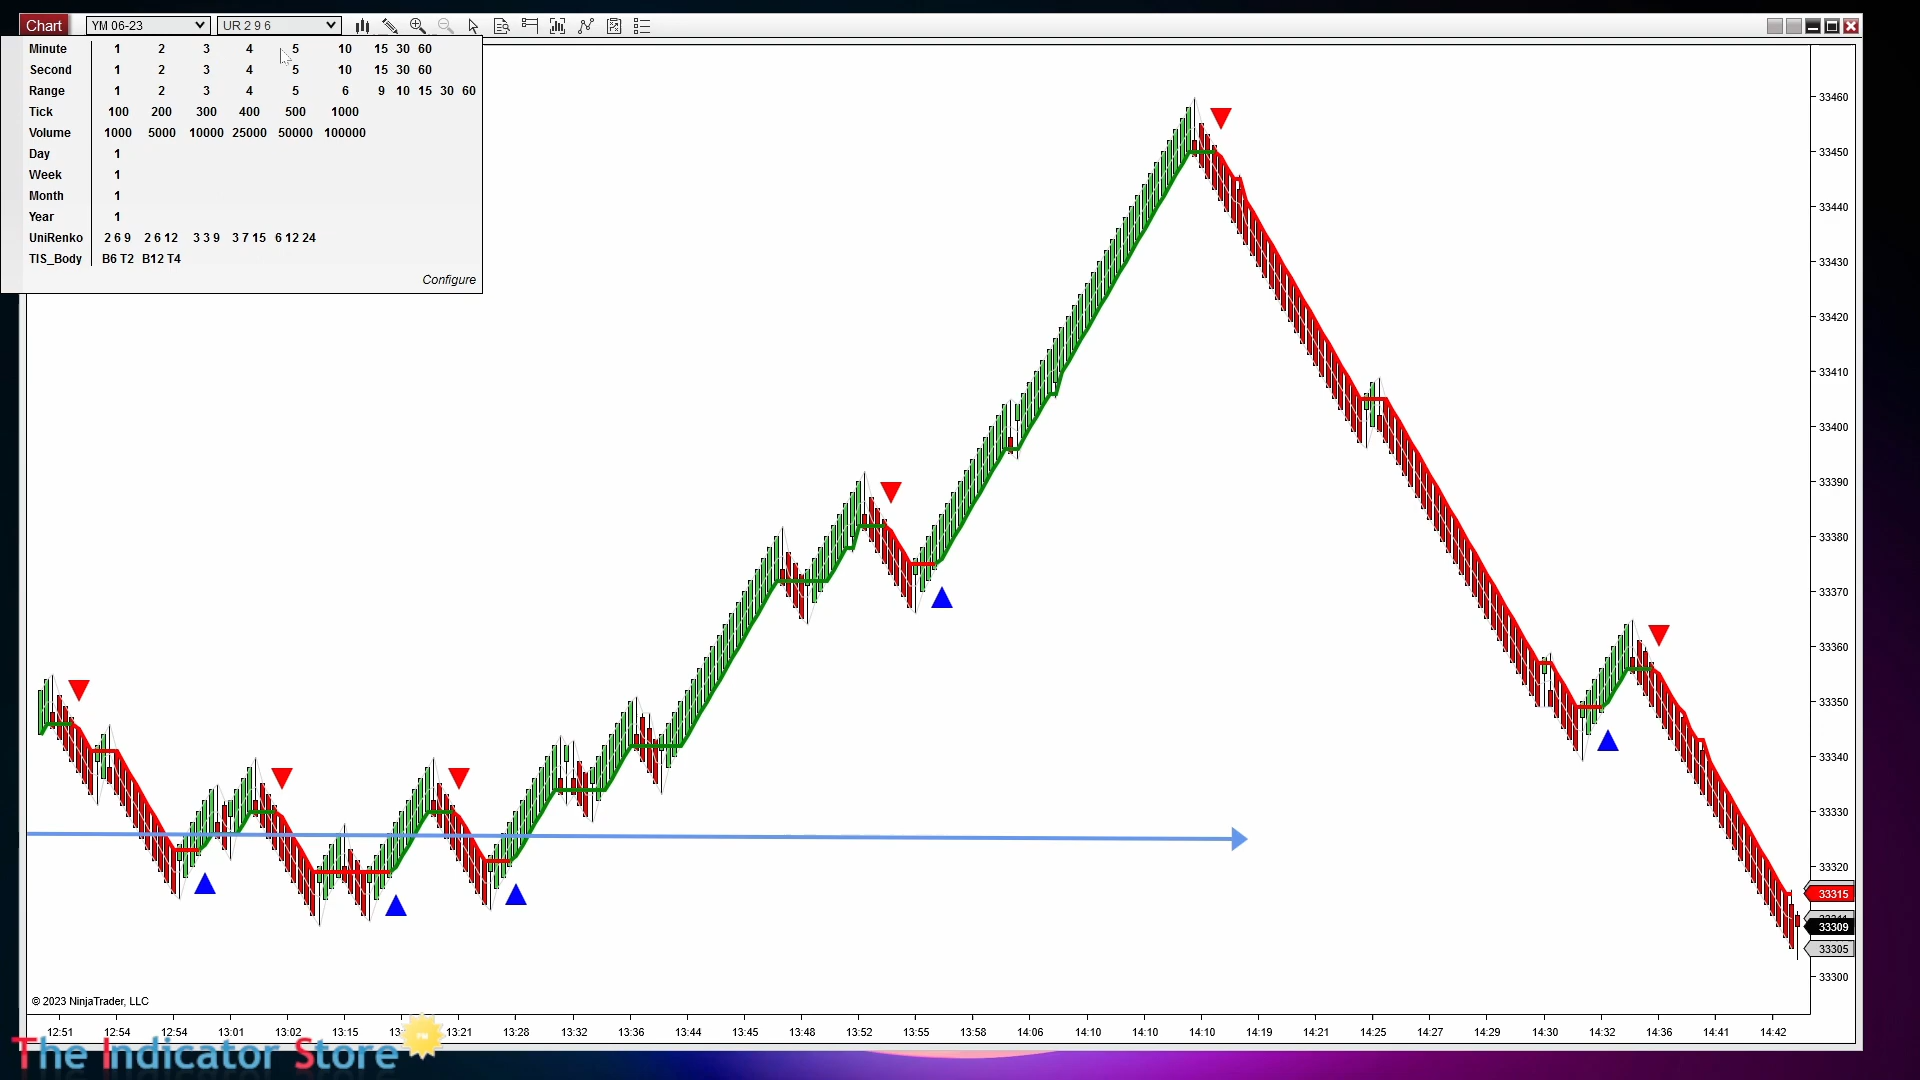 Chart YM 06-23 UR 2 9 6
Minute 1 2 3 4 5 10 15 30 60
Second 1 2 3 4 5 10 15 30 60
Range 1 2 3 4 5 6 9 10 15 30 60
Tick 100 200 300 400 500 1000
Volume 1000 5000 10000 25000 50000 100000
Day 1
Week 1
Month 1
Year 1
UniRenko 2 6 9 2 6 12 3 3 9 3 7 15 6 12 24
TIS_Body B6 T2 B12 T4
Configure
33460
33450
33440
33430
33420
33410
33400
33390
33380
33370
33360
33350
33340
33330
33320
33315
33309
33305
33300
© 2023 NinjaTrader, LLC
12:51 12:54 12:54 13:01 13:02 13:15 13:21 13:28 13:32 13:36 13:44 13:45 13:48 13:52 13:55 13:58 14:06 14:10 14:10 14:10 14:19 14:21 14:25 14:27 14:29 14:30 14:32 14:36 14:41 14:42
The Indicator Store